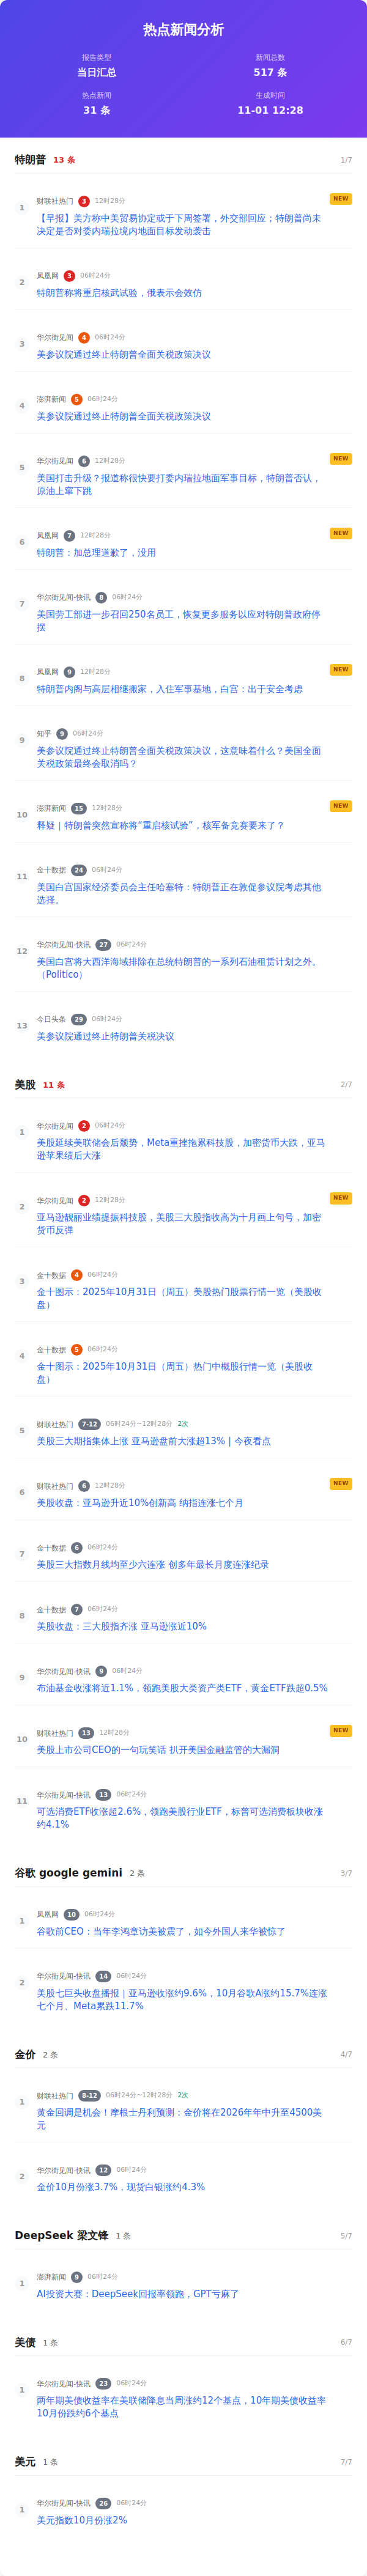 热点新闻分析
报告类型
当日汇总
新闻总数
517 条
热点新闻
31 条
生成时间
11-01 12:28
特朗普 13 条 1/7
1 财联社热门 3 12时28分 NEW
【早报】美方称中美贸易协定或于下周签署，外交部回应；特朗普尚未
决定是否对委内瑞拉境内地面目标发动袭击
2 凤凰网 3 06时24分
特朗普称将重启核武试验，俄表示会效仿
3 华尔街见闻 4 06时24分
美参议院通过终止特朗普全面关税政策决议
4 澎湃新闻 5 06时24分
美参议院通过终止特朗普全面关税政策决议
5 华尔街见闻 6 12时28分 NEW
美国打击升级？报道称很快要打委内瑞拉地面军事目标，特朗普否认，
原油上窜下跳
6 凤凰网 7 12时28分 NEW
特朗普：加总理道歉了，没用
7 华尔街见闻-快讯 8 06时24分
美国劳工部进一步召回250名员工，恢复更多服务以应对特朗普政府停
摆
8 凤凰网 9 12时28分 NEW
特朗普内阁与高层相继搬家，入住军事基地，白宫：出于安全考虑
9 知乎 9 06时24分
美参议院通过终止特朗普全面关税政策决议，这意味着什么？美国全面
关税政策最终会取消吗？
10 澎湃新闻 15 12时28分 NEW
释疑｜特朗普突然宣称将“重启核试验”，核军备竞赛要来了？
11 金十数据 24 06时24分
美国白宫国家经济委员会主任哈塞特：特朗普正在敦促参议院考虑其他
选择。
12 华尔街见闻-快讯 27 06时24分
美国白宫将大西洋海域排除在总统特朗普的一系列石油租赁计划之外。
（Politico）
13 今日头条 29 06时24分
美参议院通过终止特朗普关税决议
美股 11 条 2/7
1 华尔街见闻 2 06时24分
美股延续美联储会后颓势，Meta重挫拖累科技股，加密货币大跌，亚马
逊苹果绩后大涨
2 华尔街见闻 2 12时28分 NEW
亚马逊靓丽业绩提振科技股，美股三大股指收高为十月画上句号，加密
货币反弹
3 金十数据 4 06时24分
金十图示：2025年10月31日（周五）美股热门股票行情一览（美股收
盘）
4 金十数据 5 06时24分
金十图示：2025年10月31日（周五）热门中概股行情一览（美股收
盘）
5 财联社热门 7-12 06时24分~12时28分 2次
美股三大期指集体上涨 亚马逊盘前大涨超13% | 今夜看点
6 财联社热门 6 12时28分 NEW
美股收盘：亚马逊升近10%创新高 纳指连涨七个月
7 金十数据 6 06时24分
美股三大指数月线均至少六连涨 创多年最长月度连涨纪录
8 金十数据 7 06时24分
美股收盘：三大股指齐涨 亚马逊涨近10%
9 华尔街见闻-快讯 9 06时24分
布油基金收涨将近1.1%，领跑美股大类资产类ETF，黄金ETF跌超0.5%
10 财联社热门 13 12时28分 NEW
美股上市公司CEO的一句玩笑话 扒开美国金融监管的大漏洞
11 华尔街见闻-快讯 13 06时24分
可选消费ETF收涨超2.6%，领跑美股行业ETF，标普可选消费板块收涨
约4.1%
谷歌 google gemini 2 条 3/7
1 凤凰网 10 06时24分
谷歌前CEO：当年李鸿章访美被震了，如今外国人来华被惊了
2 华尔街见闻-快讯 14 06时24分
美股七巨头收盘播报｜亚马逊收涨约9.6%，10月谷歌A涨约15.7%连涨
七个月、Meta累跌11.7%
金价 2 条 4/7
1 财联社热门 8-12 06时24分~12时28分 2次
黄金回调是机会！摩根士丹利预测：金价将在2026年年中升至4500美
元
2 华尔街见闻-快讯 12 06时24分
金价10月份涨3.7%，现货白银涨约4.3%
DeepSeek 梁文锋 1 条 5/7
1 澎湃新闻 9 06时24分
AI投资大赛：DeepSeek回报率领跑，GPT亏麻了
美债 1 条 6/7
1 华尔街见闻-快讯 23 06时24分
两年期美债收益率在美联储降息当周涨约12个基点，10年期美债收益率
10月份跌约6个基点
美元 1 条 7/7
1 华尔街见闻-快讯 26 06时24分
美元指数10月份涨2%